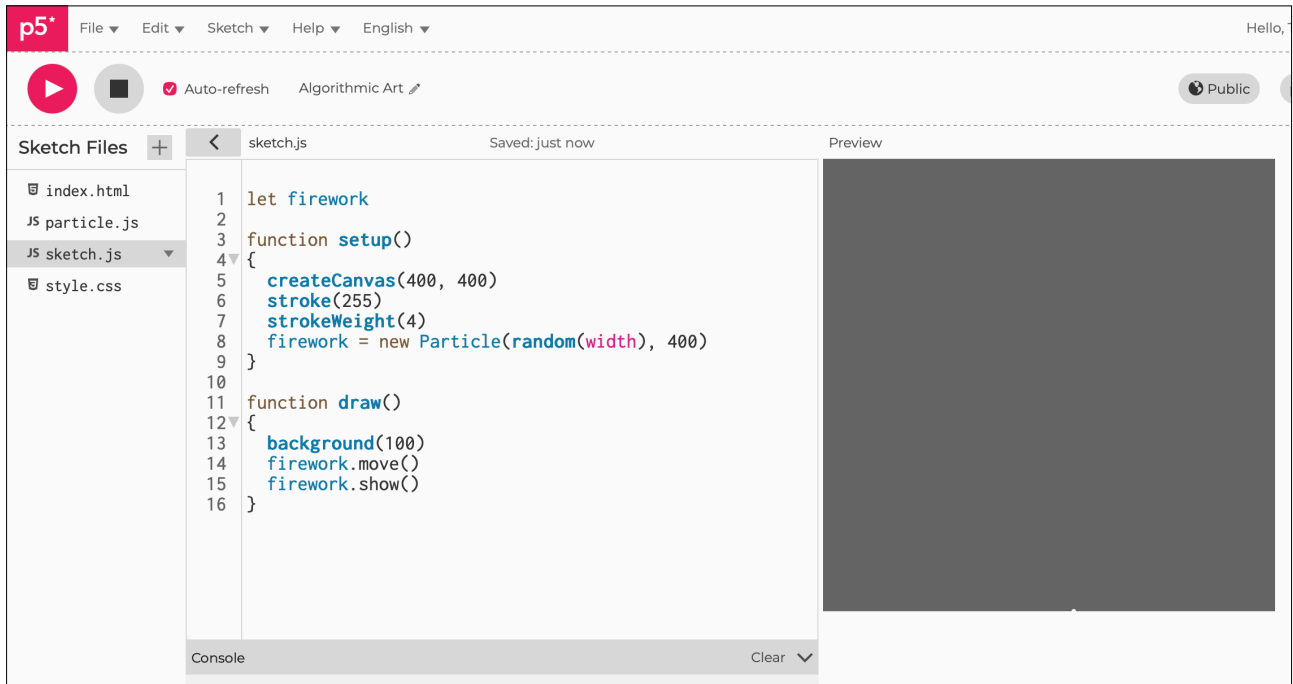 p5* File Edit Sketch Help English Hello,
Auto-refresh Algorithmic Art Public
Sketch Files + sketch.js Saved: just now Preview
index.html
JS particle.js
JS sketch.js
style.css
1 let firework
2
3 function setup()
4 {
5 createCanvas(400, 400)
6 stroke(255)
7 strokeWeight(4)
8 firework = new Particle(random(width), 400)
9 }
10
11 function draw()
12 {
13 background(100)
14 firework.move()
15 firework.show()
16 }
Console Clear